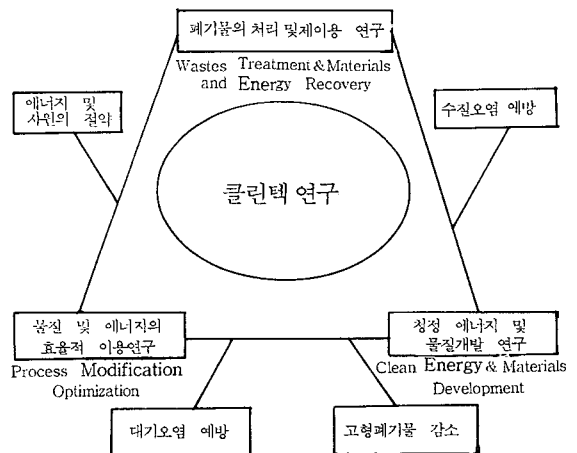 폐기물의 처리 및재이용 연구
Wastes Treatment & Materials
and Energy Recovery
에너지 및
자원의 절약
수질오염 예방
클린텍 연구
물질 및 에너지의
효율적 이용연구
Process Modification
Optimization
청정 에너지 및
물질개발 연구
Clean Energy & Materials
Development
대기오염 예방
고형폐기물 감소